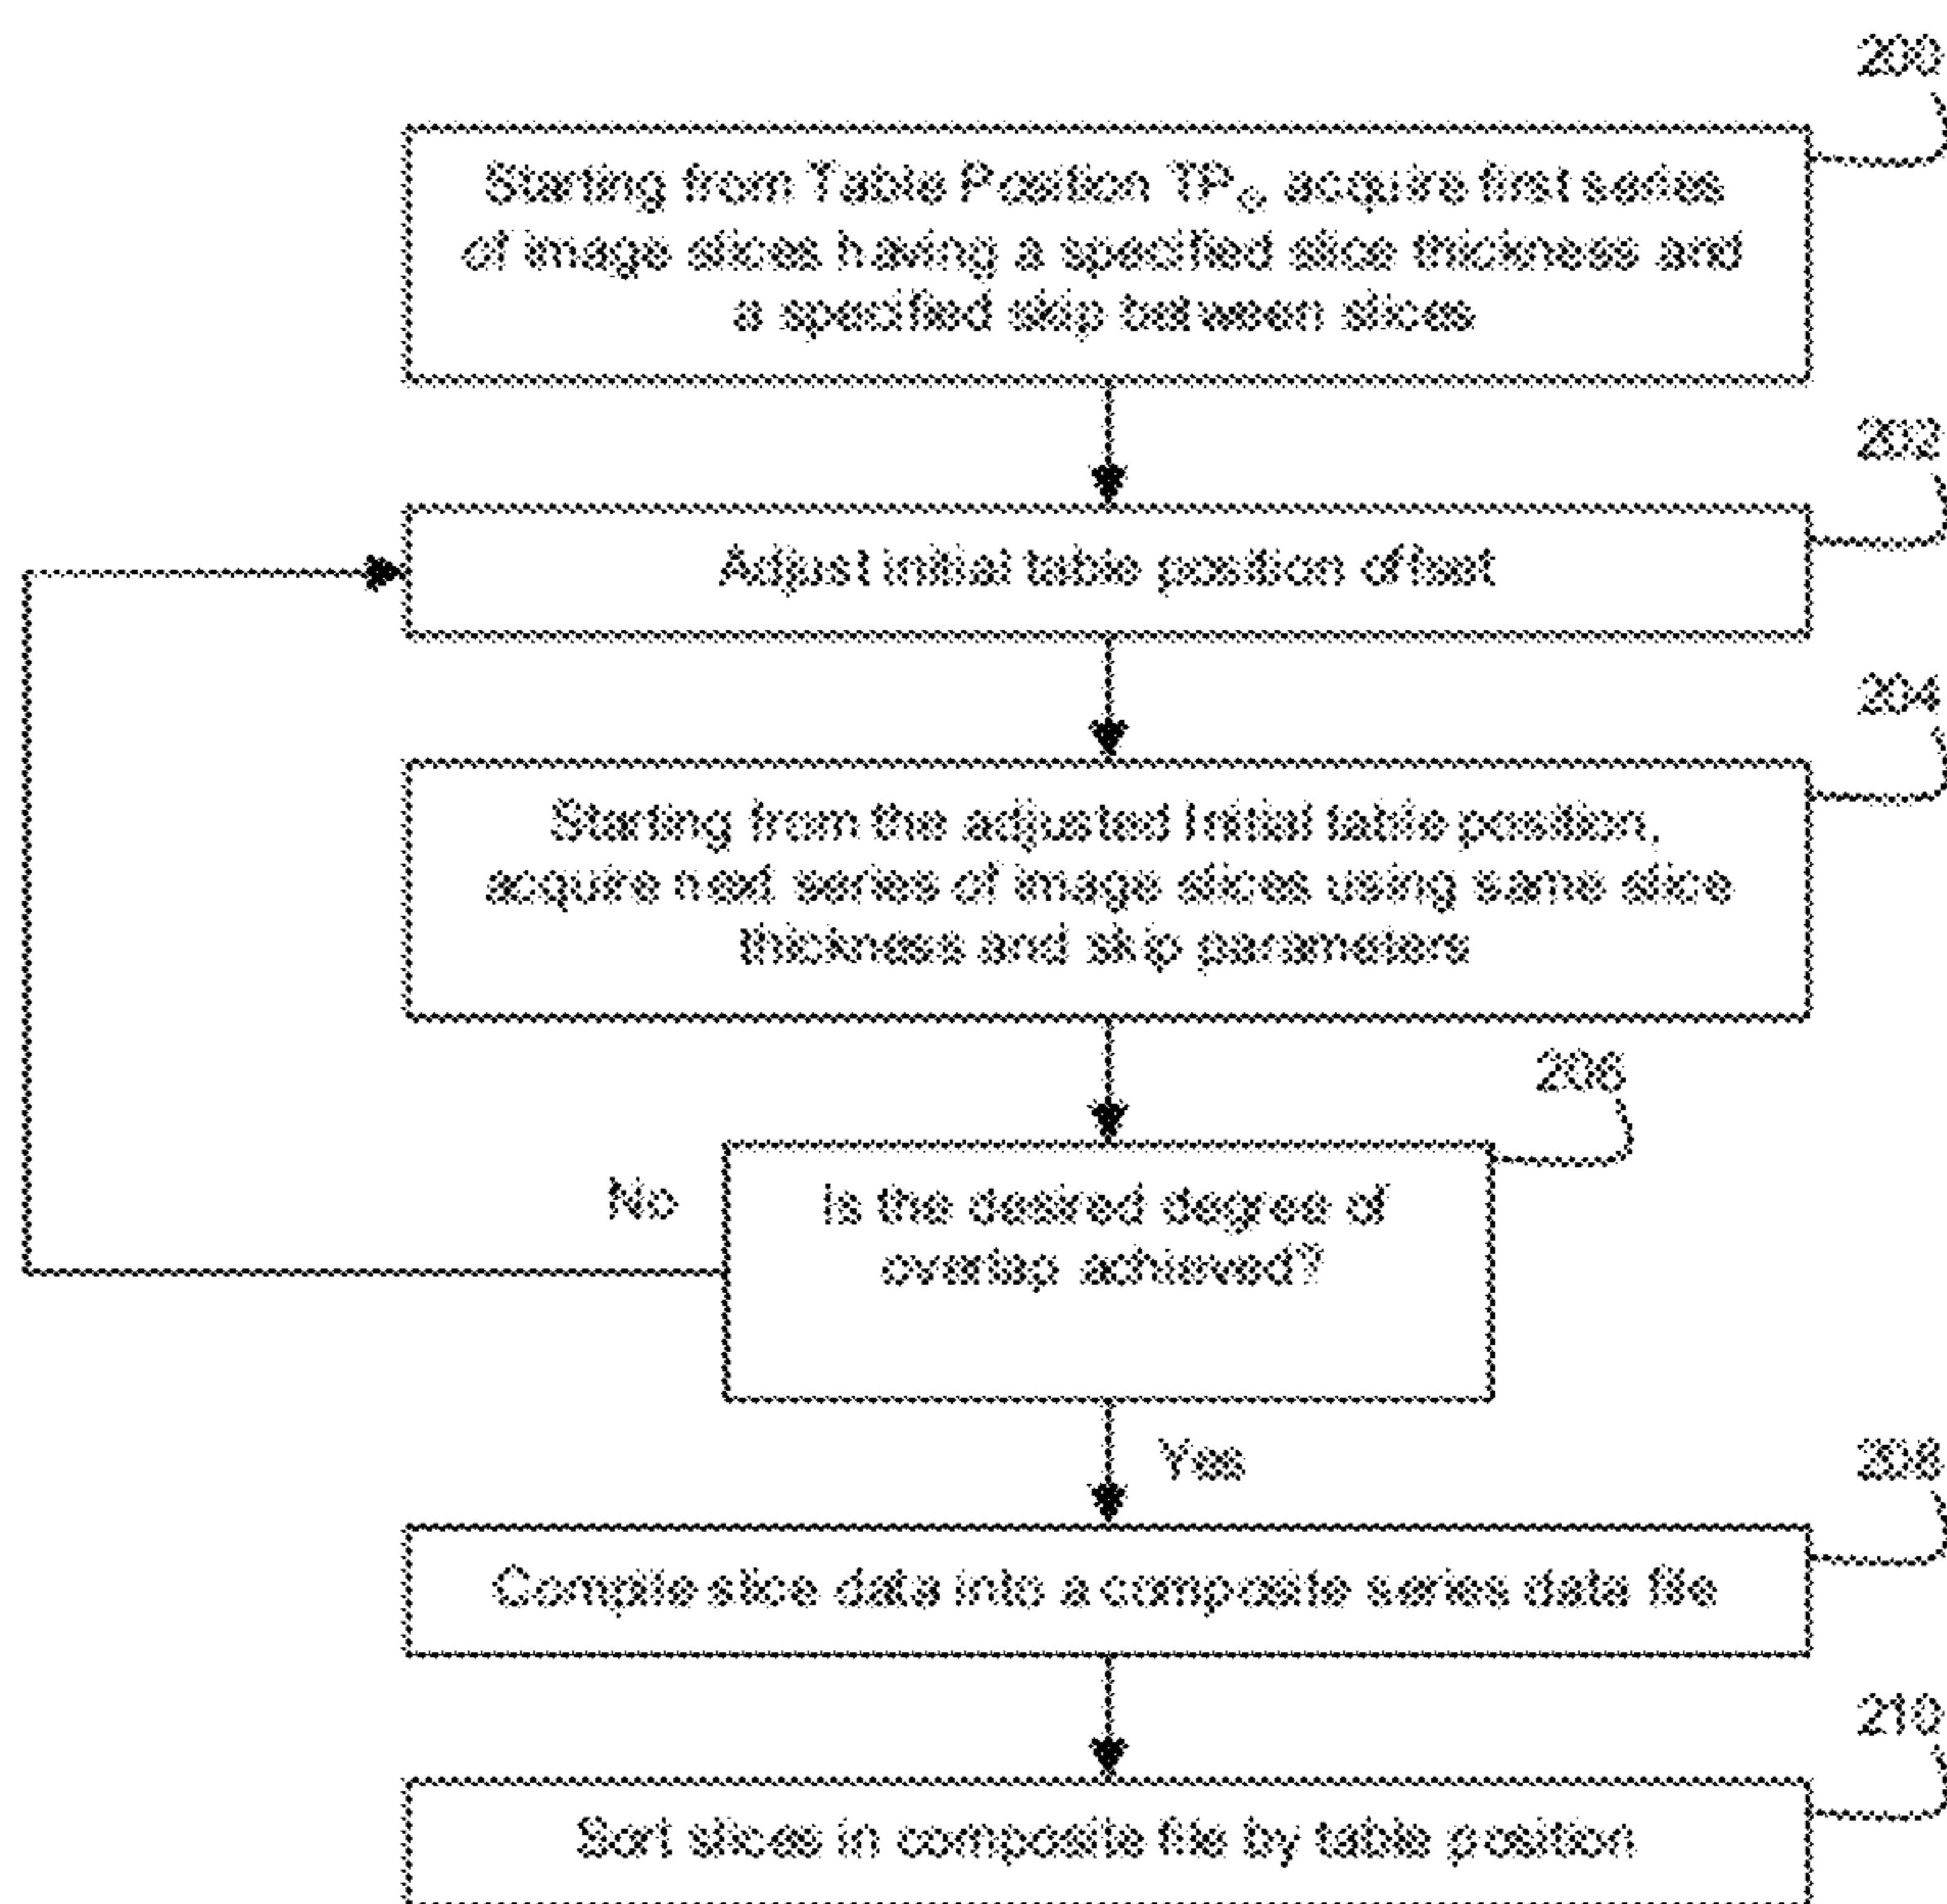 200
Starting from Table Position TP₀ acquire first series
of image slices having a specified slice thickness and
a specified skip between slices
202
Adjust initial table position offset
204
Starting from the adjusted initial table position,
acquire next series of image slices using same slice
thickness and skip parameters
206
No
Is the desired degree of
overlap achieved?
Yes
208
Compile slice data into a composite series data file
210
Sort slices in composite file by table position